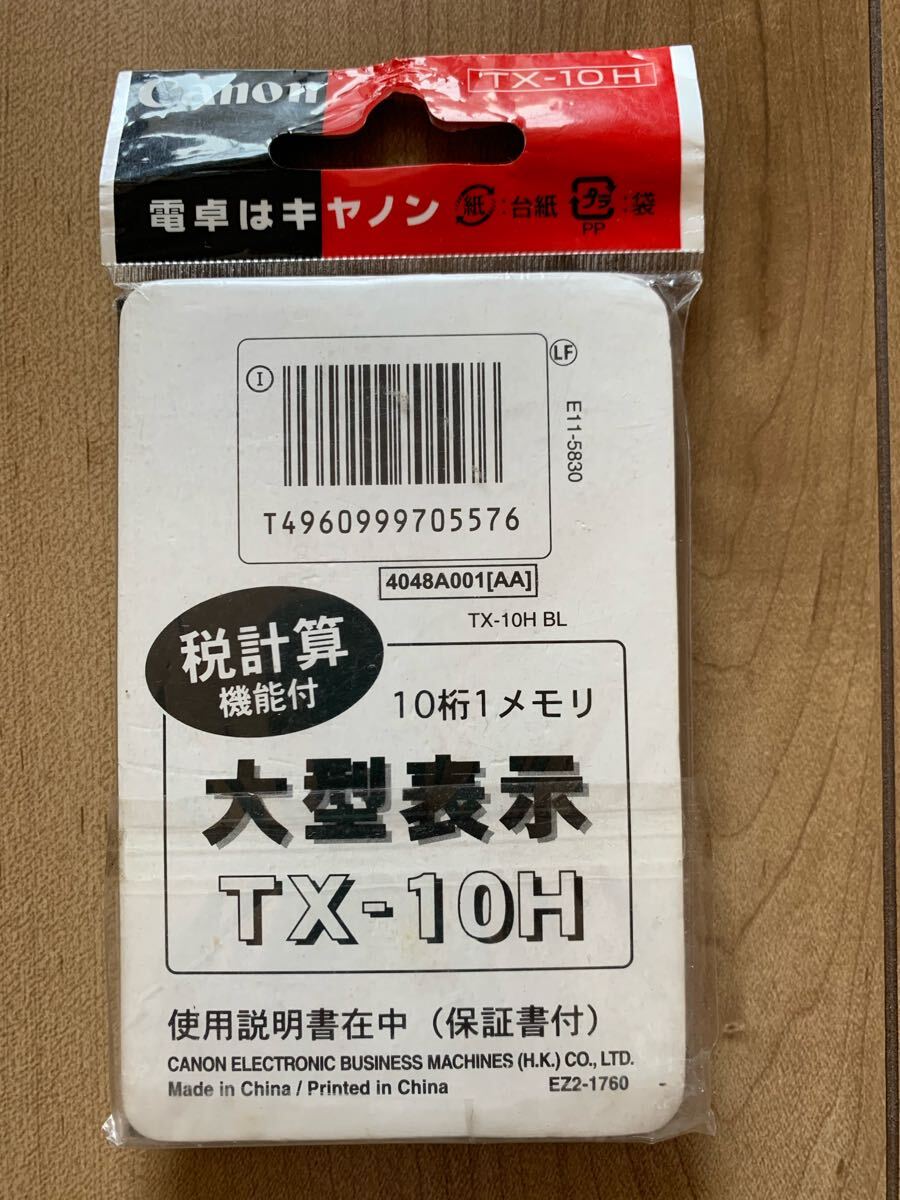 Canon
TX-10H
電卓はキヤノン 紙 :台紙 プラ :袋
PP
LF
I
E11-5830
T4960999705576
4048A001[AA]
TX-10H BL
税計算
機能付
10桁1メモリ
大型表示
TX-10H
使用説明書在中（保証書付）
CANON ELECTRONIC BUSINESS MACHINES (H.K.) CO., LTD.
Made in China / Printed in China EZ2-1760